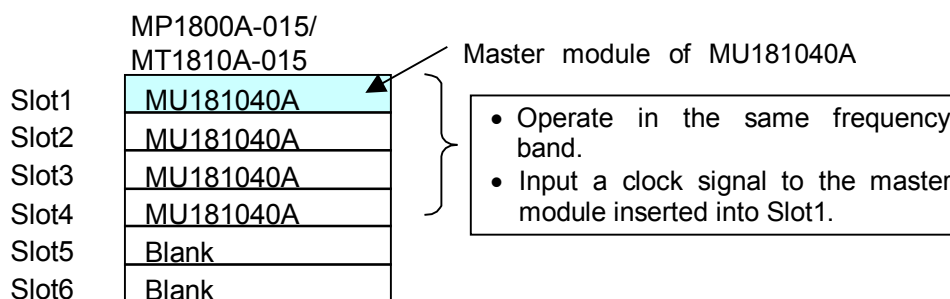 MP1800A-015/
MT1810A-015
Master module of MU181040A
Slot1 MU181040A
Slot2 MU181040A
Slot3 MU181040A
Slot4 MU181040A
Slot5 Blank
Slot6 Blank
• Operate in the same frequency
band.
• Input a clock signal to the master
module inserted into Slot1.